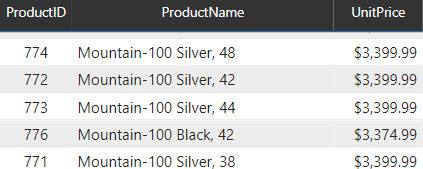 ProductID ProductName UnitPrice
774 Mountain-100 Silver, 48 $3,399.99
772 Mountain-100 Silver, 42 $3,399.99
773 Mountain-100 Silver, 44 $3,399.99
776 Mountain-100 Black, 42 $3,374.99
771 Mountain-100 Silver, 38 $3,399.99